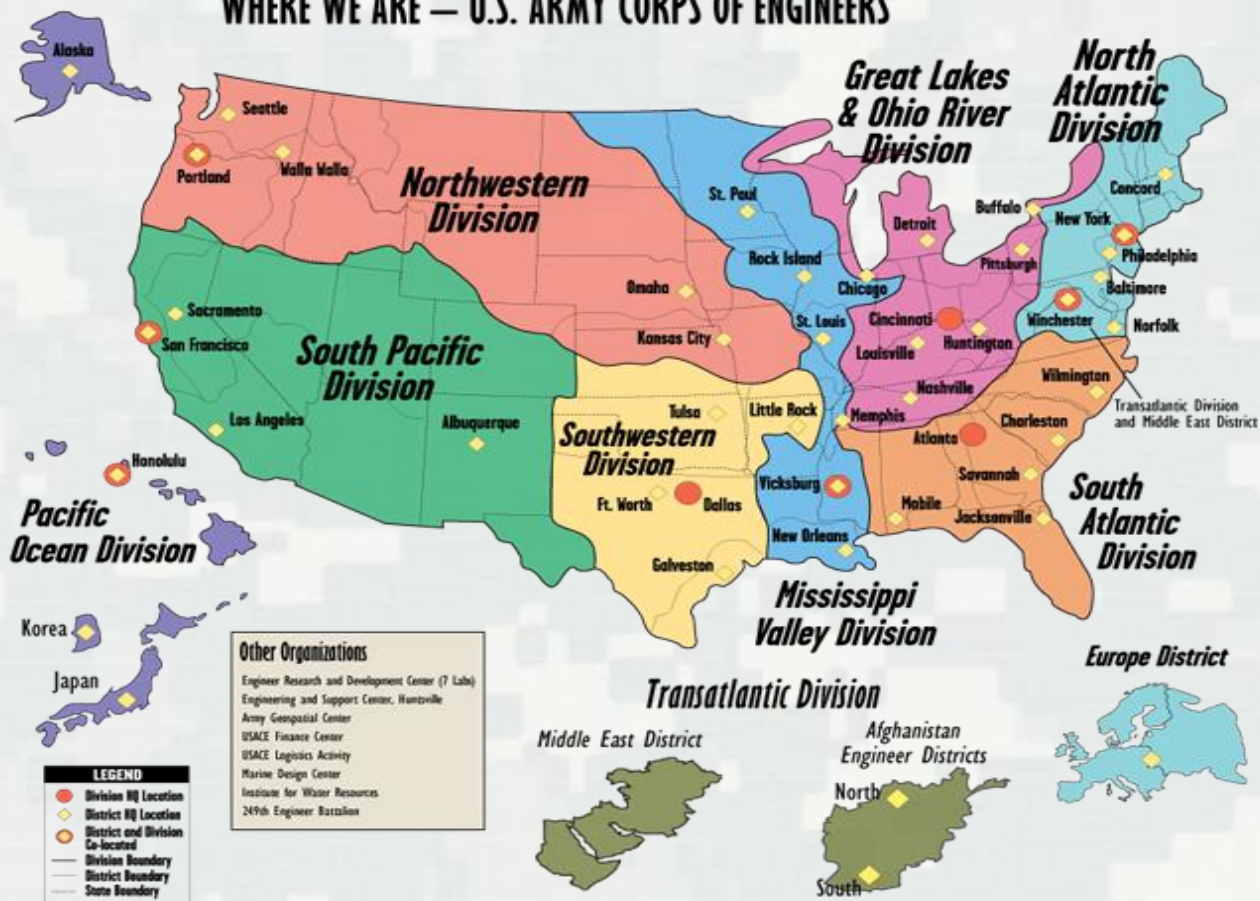 WHERE WE ARE — U.S. ARMY CORPS OF ENGINEERS
Alaska
Seattle
Portland
Walla Walla
Northwestern
Division
Omaha
Kansas City
Great Lakes
& Ohio River
Division
North
Atlantic
Division
St. Paul
Rock Island
St. Louis
Chicago
Detroit
Buffalo
Pittsburgh
Cincinnati
Louisville
Huntington
Nashville
Memphis
Concord
New York
Philadelphia
Baltimore
Winchester
Norfolk
Transatlantic Division
and Middle East District
Sacramento
San Francisco
Los Angeles
South Pacific
Division
Albuquerque
Tulsa
Little Rock
Southwestern
Division
Ft. Worth
Dallas
Galveston
Vicksburg
New Orleans
Mississippi
Valley Division
Wilmington
Charleston
Atlanta
Savannah
Mobile
Jacksonville
South
Atlantic
Division
Honolulu
Pacific
Ocean Division
Korea
Japan
Other Organizations
Engineer Research and Development Center (7 Labs)
Engineering and Support Center, Huntsville
Army Geospatial Center
USACE Finance Center
USACE Logistics Activity
Marine Design Center
Institute for Water Resources
249th Engineer Battalion
Transatlantic Division
Middle East District
Afghanistan
Engineer Districts
North
South
Europe District
LEGEND
Division HQ Location
District HQ Location
District and Division
Co-located
Division Boundary
District Boundary
State Boundary